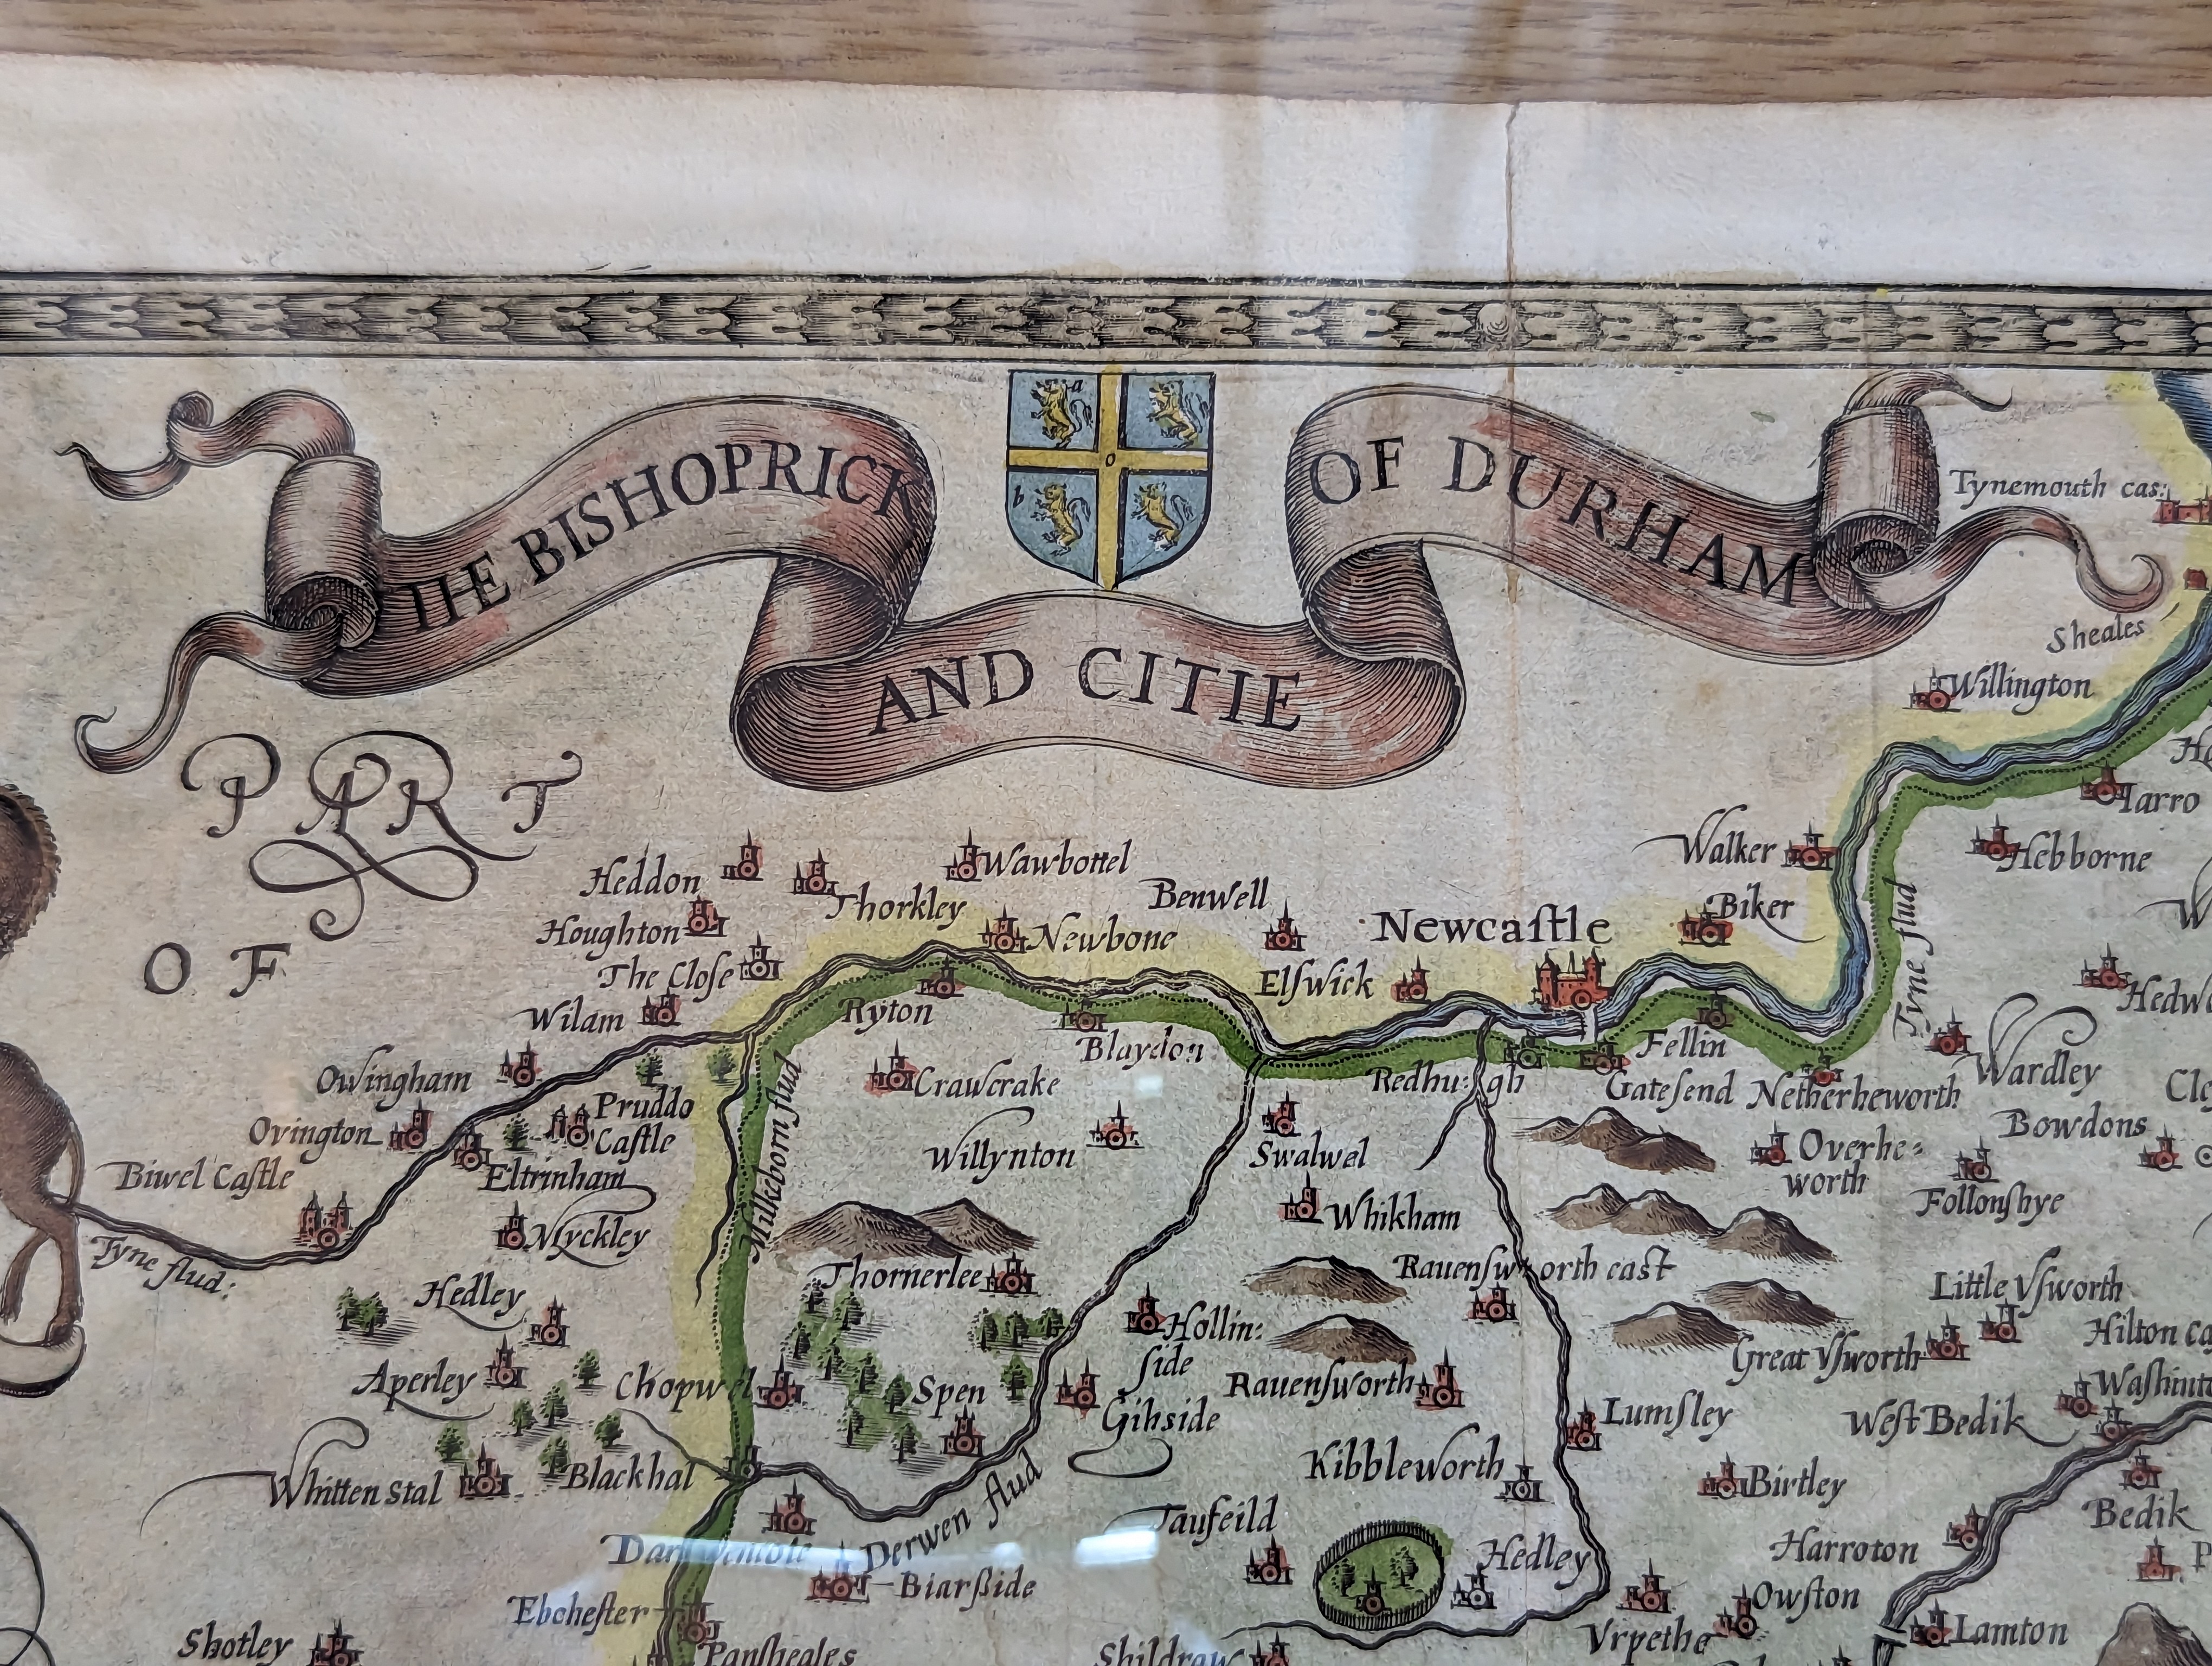 THE BISHOPRICK
OF DURHAM
AND CITIE
a
o
b
Tynemouth cas:
Sheales
Willington
PART
OF
Iarro
Walker
Hebborne
Wawbottel
Heddon
Benwell
Thorkley
Biker
Houghton
Newbone
Newcaſtle
The Cloſe
Elſwick
Tyne flud
Wilam
Ryton
Blaydon
Fellin
Wardley
Owingham
Crawcrake
Redhugh
Gateſend
Netherheworth
Pruddo
Caſtle
Ovington
Bowdons
Overhe:
worth
Willynton
Swalwel
Biwel Caſtle
Eltrinham
Milkeborn flud
Follonſhye
Whikham
Myckley
Tyne flud:
Rauenſworth cast
Thornerlee
Hedley
Little Vſworth
Hollin:
ſide
Great Vſworth
Aperley
Chopwel
Spen
Rauenſworth
Gibside
Lumſley
Weſt Bedik
Kibbleworth
Blackhal
Whitten stal
Birtley
Derwen flud
Taufeild
Bedik
Harroton
Hedley
Biarſside
Owſton
Ebcheſter
Lamton
Vrpethe
Shotley
Panſheales
Shildraw